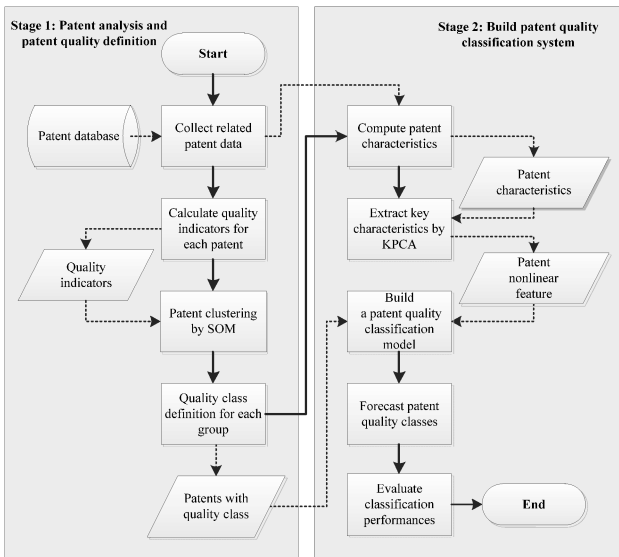 Stage 1: Patent analysis and
patent quality definition
Start
Patent database
Collect related
patent data
Calculate quality
indicators for
each patent
Quality
indicators
Patent clustering
by SOM
Quality class
definition for each
group
Patents with
quality class
Stage 2: Build patent quality
classification system
Compute patent
characteristics
Patent
characteristics
Extract key
characteristics by
KPCA
Patent
nonlinear
feature
Build
a patent quality
classification
model
Forecast patent
quality classes
Evaluate
classification
performances
End